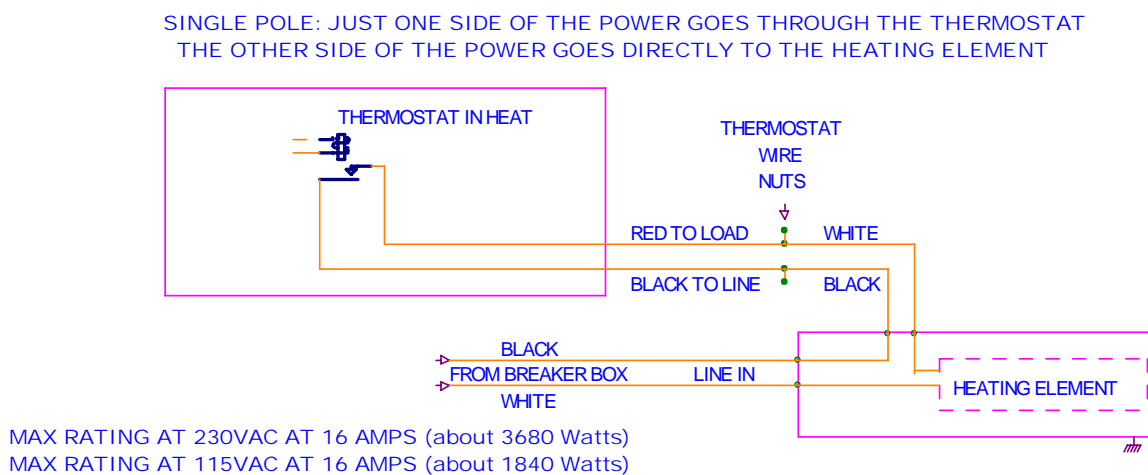 SINGLE POLE: JUST ONE SIDE OF THE POWER GOES THROUGH THE THERMOSTAT
THE OTHER SIDE OF THE POWER GOES DIRECTLY TO THE HEATING ELEMENT
THERMOSTAT IN HEAT
THERMOSTAT
WIRE
NUTS
RED TO LOAD
WHITE
BLACK TO LINE
BLACK
BLACK
FROM BREAKER BOX
LINE IN
WHITE
HEATING ELEMENT
MAX RATING AT 230VAC AT 16 AMPS (about 3680 Watts)
MAX RATING AT 115VAC AT 16 AMPS (about 1840 Watts)